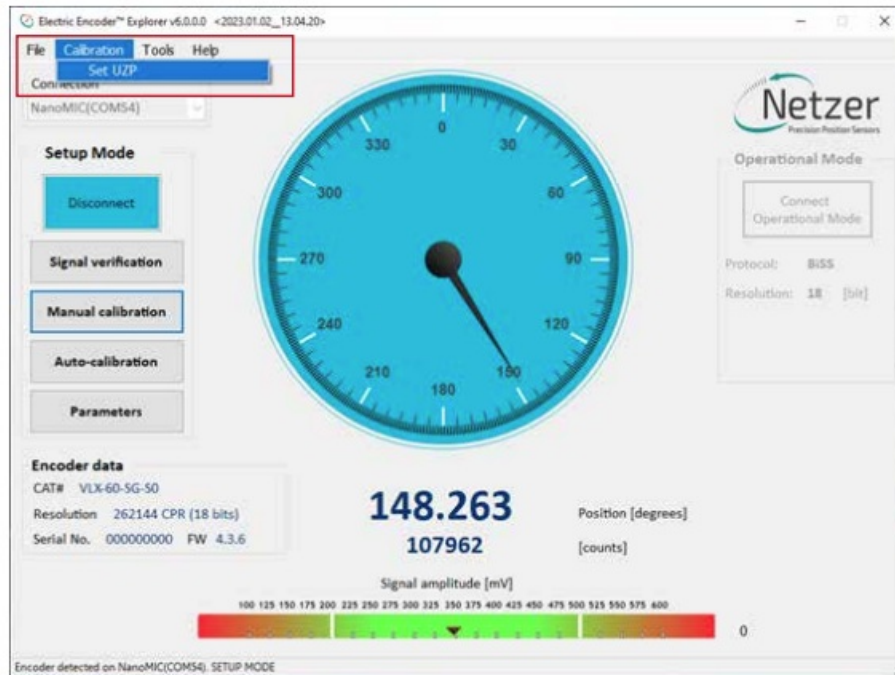 Electric Encoder™ Explorer v6.0.0.0 <2023.01.02__13.04.20>
File Calibration Tools Help
Set UZP
Connection
NanoMIC(COM54)
Setup Mode
Disconnect
Signal verification
Manual calibration
Auto-calibration
Parameters
Encoder data
CAT# VLX-60-SG-S0
Resolution 262144 CPR (18 bits)
Serial No. 000000000 FW 4.3.6
0
30
60
90
120
150
180
210
240
270
300
330
148.263 Position [degrees]
107962 [counts]
Signal amplitude [mV]
100 125 150 175 200 225 250 275 300 325 350 375 400 425 450 475 500 525 550 575 600
0
Netzer
Precision Position Sensors
Operational Mode
Connect
Operational Mode
Protocol: BiSS
Resolution: 18 [bit]
Encoder detected on NanoMIC(COM54). SETUP MODE